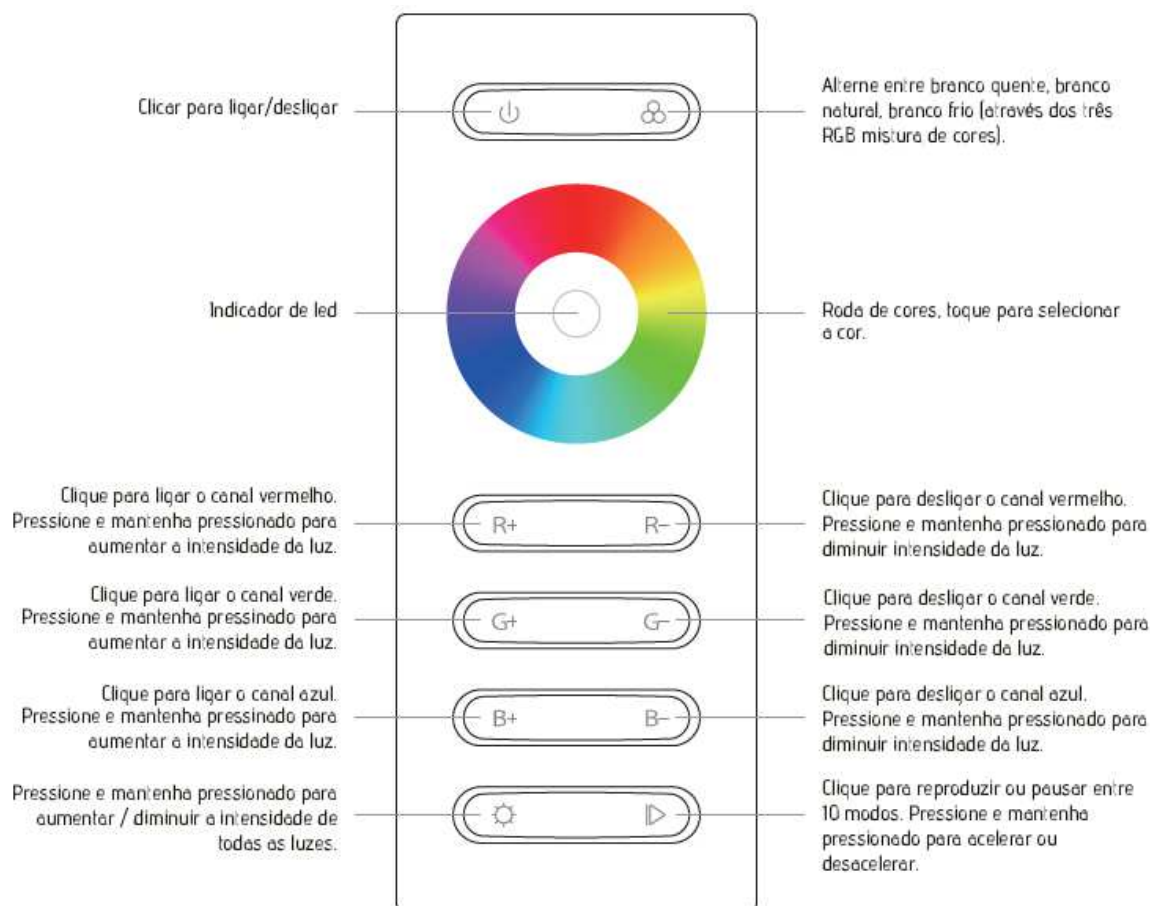 Clicar para ligar/desligar
Alterne entre branco quente, branco
natural, branco frio (através dos três
RGB mistura de cores).
Indicador de led
Roda de cores, toque para selecionar
a cor.
Clique para ligar o canal vermelho.
Pressione e mantenha pressionado para
aumentar a intensidade da luz.
R+
R-
Clique para desligar o canal vermelho.
Pressione e mantenha pressionado para
diminuir intensidade da luz.
Clique para ligar o canal verde.
Pressione e mantenha pressinado para
aumentar a intensidade da luz.
G+
G-
Clique para desligar o canal verde.
Pressione e mantenha pressionado para
diminuir intensidade da luz.
Clique para ligar o canal azul.
Pressione e mantenha pressinado para
aumentar a intensidade da luz.
B+
B-
Clique para desligar o canal azul.
Pressione e mantenha pressionado para
diminuir intensidade da luz.
Pressione e mantenha pressionado para
aumentar / diminuir a intensidade de
todas as luzes.
Clique para reproduzir ou pausar entre
10 modos. Pressione e mantenha
pressionado para acelerar ou
desacelerar.